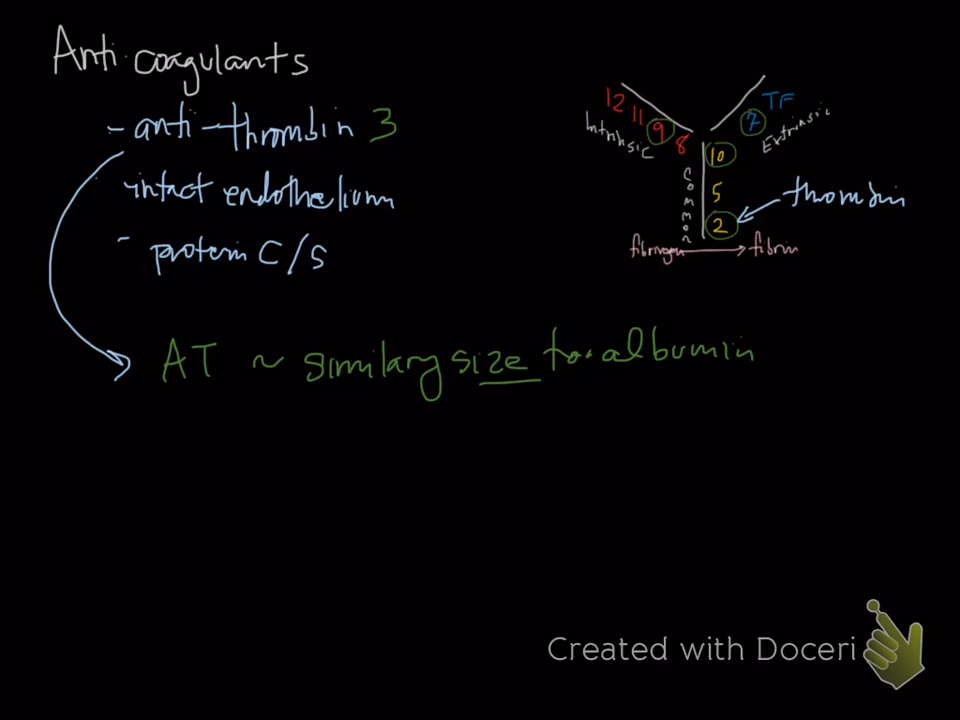 Anti coagulants
- anti-thrombin 3
-intact endothelium
- protein C/S
AT ~ similary size to albumin
12
11
9
8
Intrinsic
TF
7
Extrinsic
10
5
2
Common
thrombin
fibrinogen → fibrin
Created with Doceri